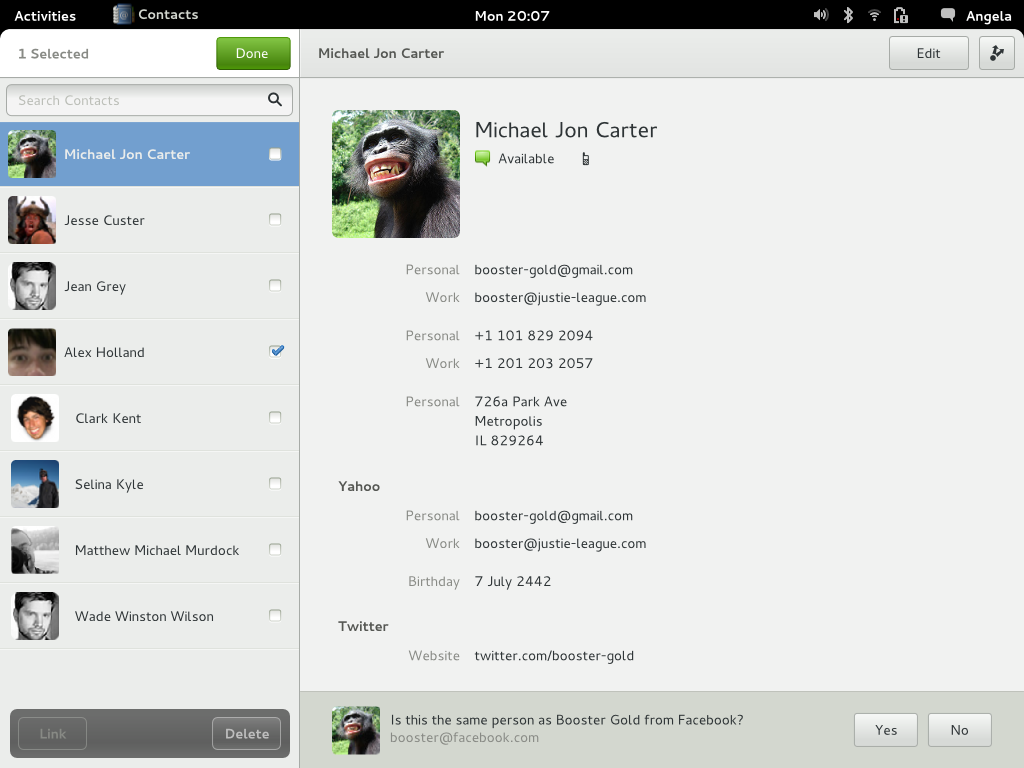 Activities Contacts Mon 20:07 Angela
1 Selected Done
Search Contacts
Michael Jon Carter
Jesse Custer
Jean Grey
Alex Holland
Clark Kent
Selina Kyle
Matthew Michael Murdock
Wade Winston Wilson
Link Delete
Michael Jon Carter Edit
Michael Jon Carter
Available
Personal booster-gold@gmail.com
Work booster@justie-league.com
Personal +1 101 829 2094
Work +1 201 203 2057
Personal 726a Park Ave
Metropolis
IL 829264
Yahoo
Personal booster-gold@gmail.com
Work booster@justie-league.com
Birthday 7 July 2442
Twitter
Website twitter.com/booster-gold
Is this the same person as Booster Gold from Facebook?
booster@facebook.com
Yes No